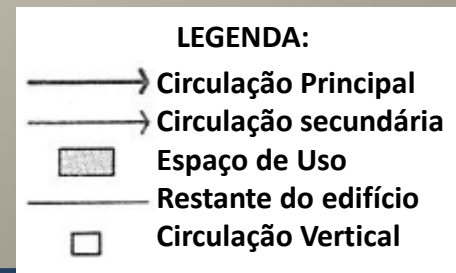 LEGENDA:
Circulação Principal
Circulação secundária
Espaço de Uso
Restante do edifício
Circulação Vertical